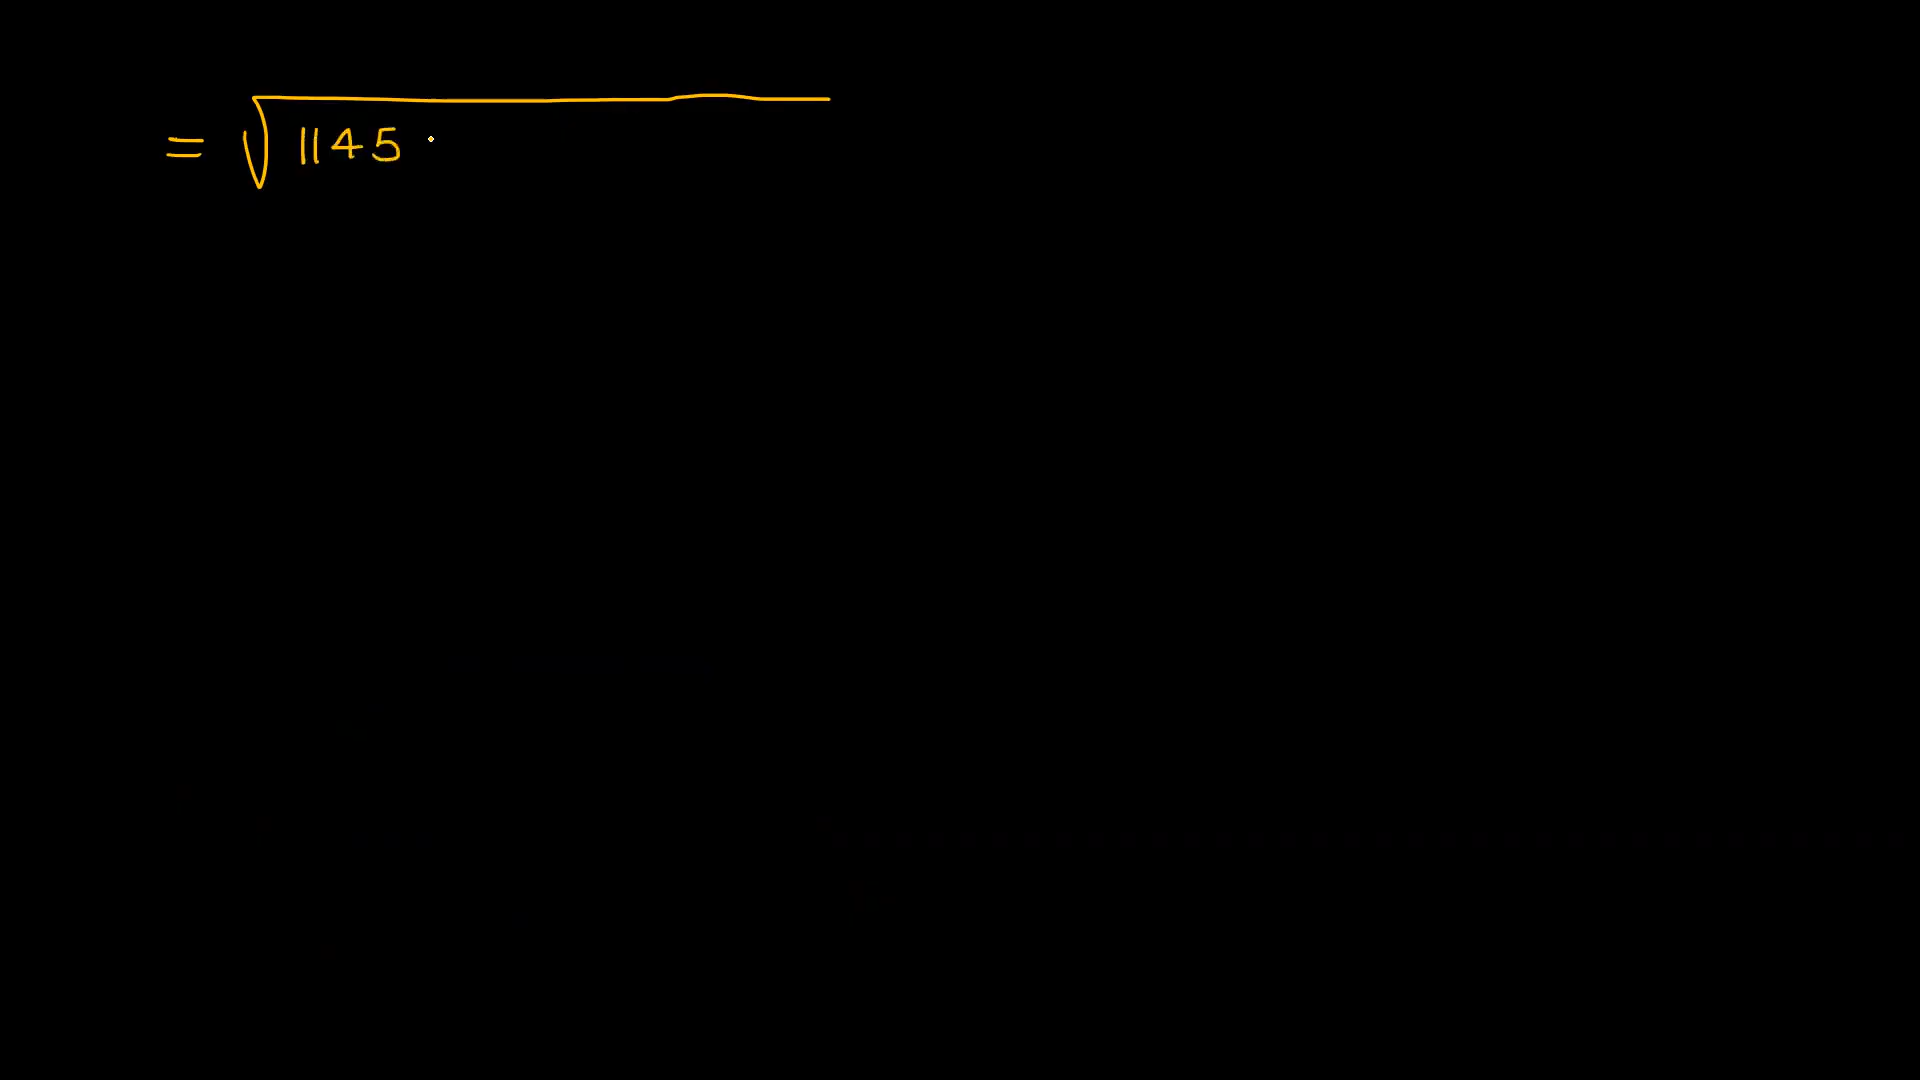 = √1145